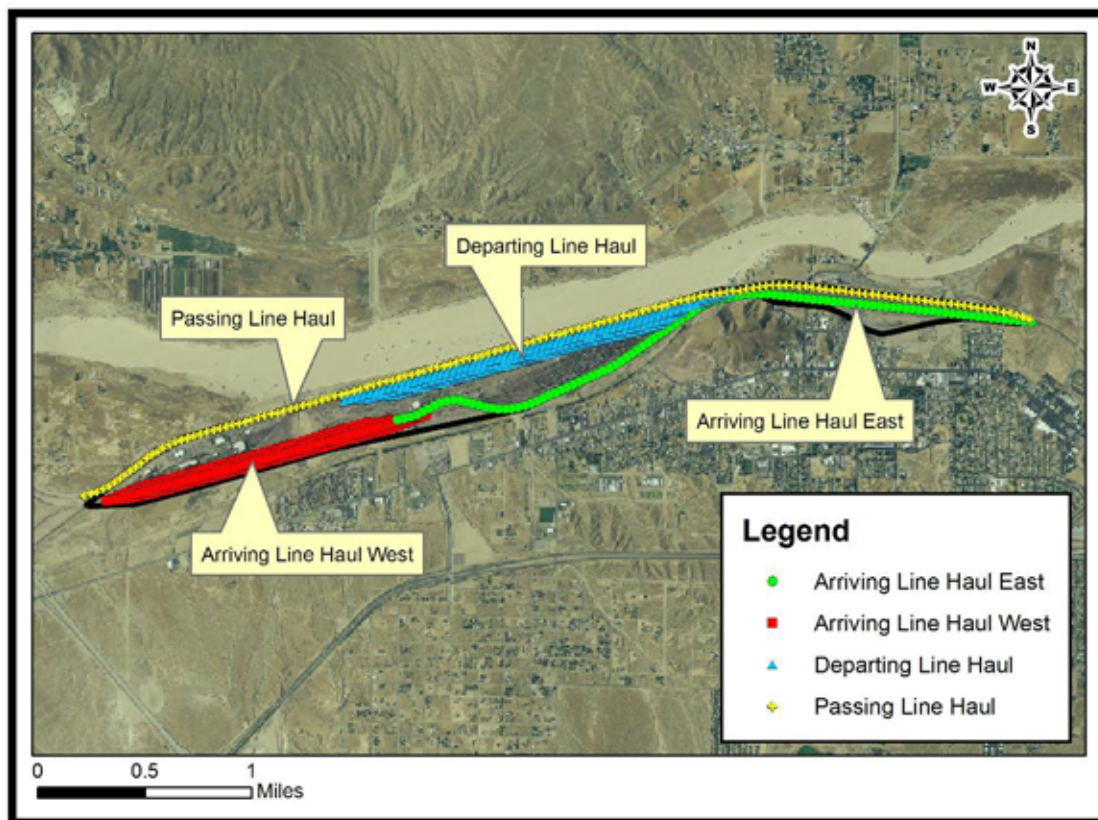 N
W E
S
Departing Line Haul
Passing Line Haul
Arriving Line Haul East
Arriving Line Haul West
Legend
Arriving Line Haul East
Arriving Line Haul West
Departing Line Haul
Passing Line Haul
0 0.5 1
Miles